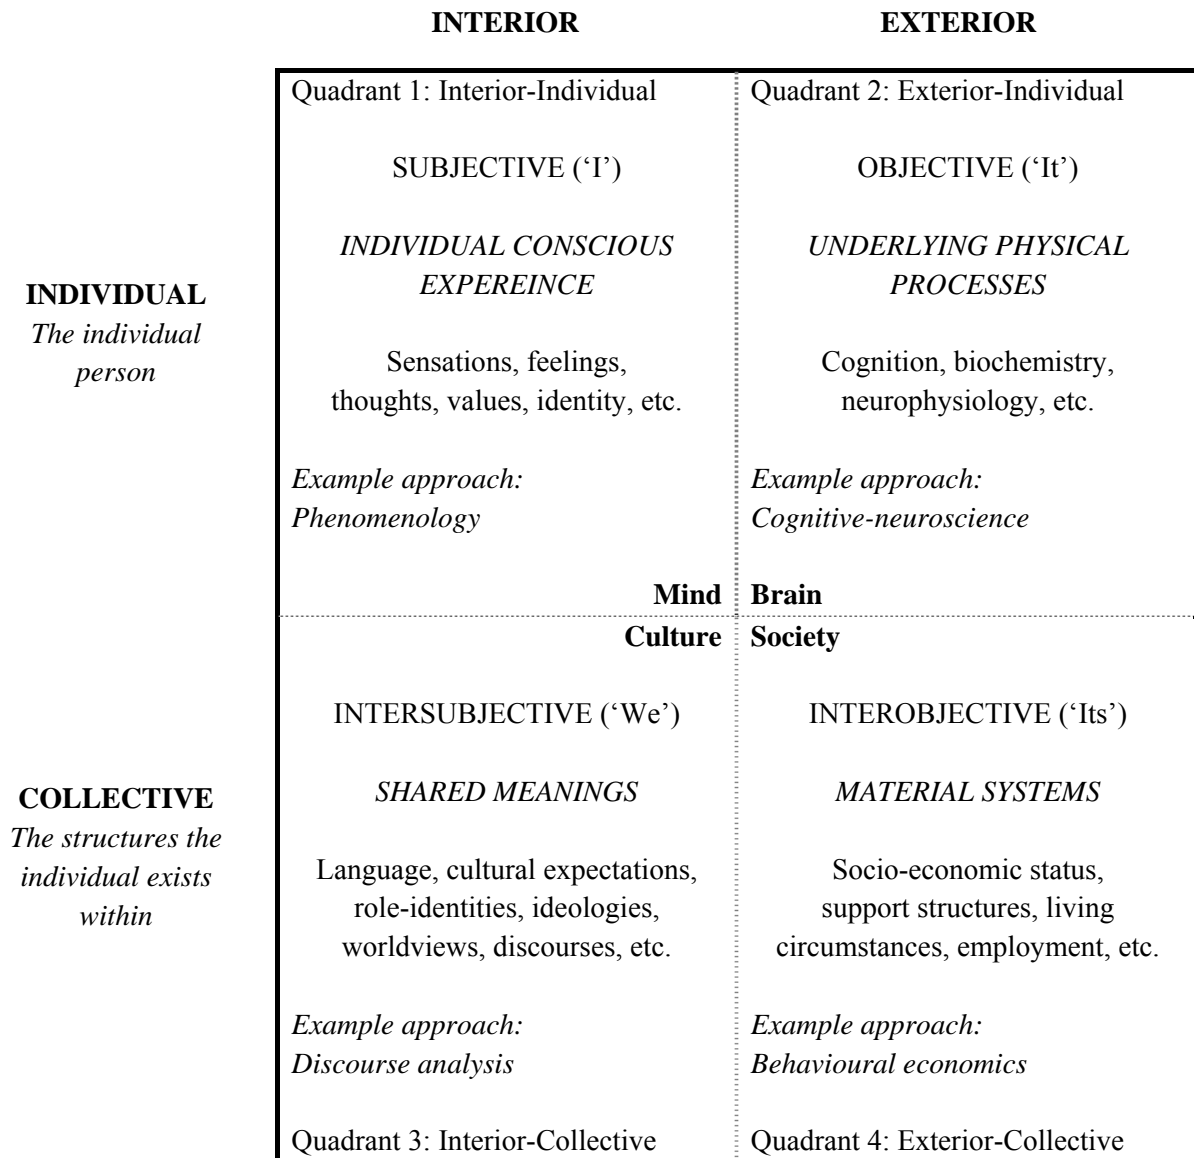 INTERIOR
EXTERIOR
INDIVIDUAL
The individual
person
Quadrant 1: Interior-Individual
SUBJECTIVE (‘I’)
INDIVIDUAL CONSCIOUS
EXPEREINCE
Sensations, feelings,
thoughts, values, identity, etc.
Example approach:
Phenomenology
Mind
Quadrant 2: Exterior-Individual
OBJECTIVE (‘It’)
UNDERLYING PHYSICAL
PROCESSES
Cognition, biochemistry,
neurophysiology, etc.
Example approach:
Cognitive-neuroscience
Brain
COLLECTIVE
The structures the
individual exists
within
Culture
INTERSUBJECTIVE (‘We’)
SHARED MEANINGS
Language, cultural expectations,
role-identities, ideologies,
worldviews, discourses, etc.
Example approach:
Discourse analysis
Quadrant 3: Interior-Collective
Society
INTEROBJECTIVE (‘Its’)
MATERIAL SYSTEMS
Socio-economic status,
support structures, living
circumstances, employment, etc.
Example approach:
Behavioural economics
Quadrant 4: Exterior-Collective